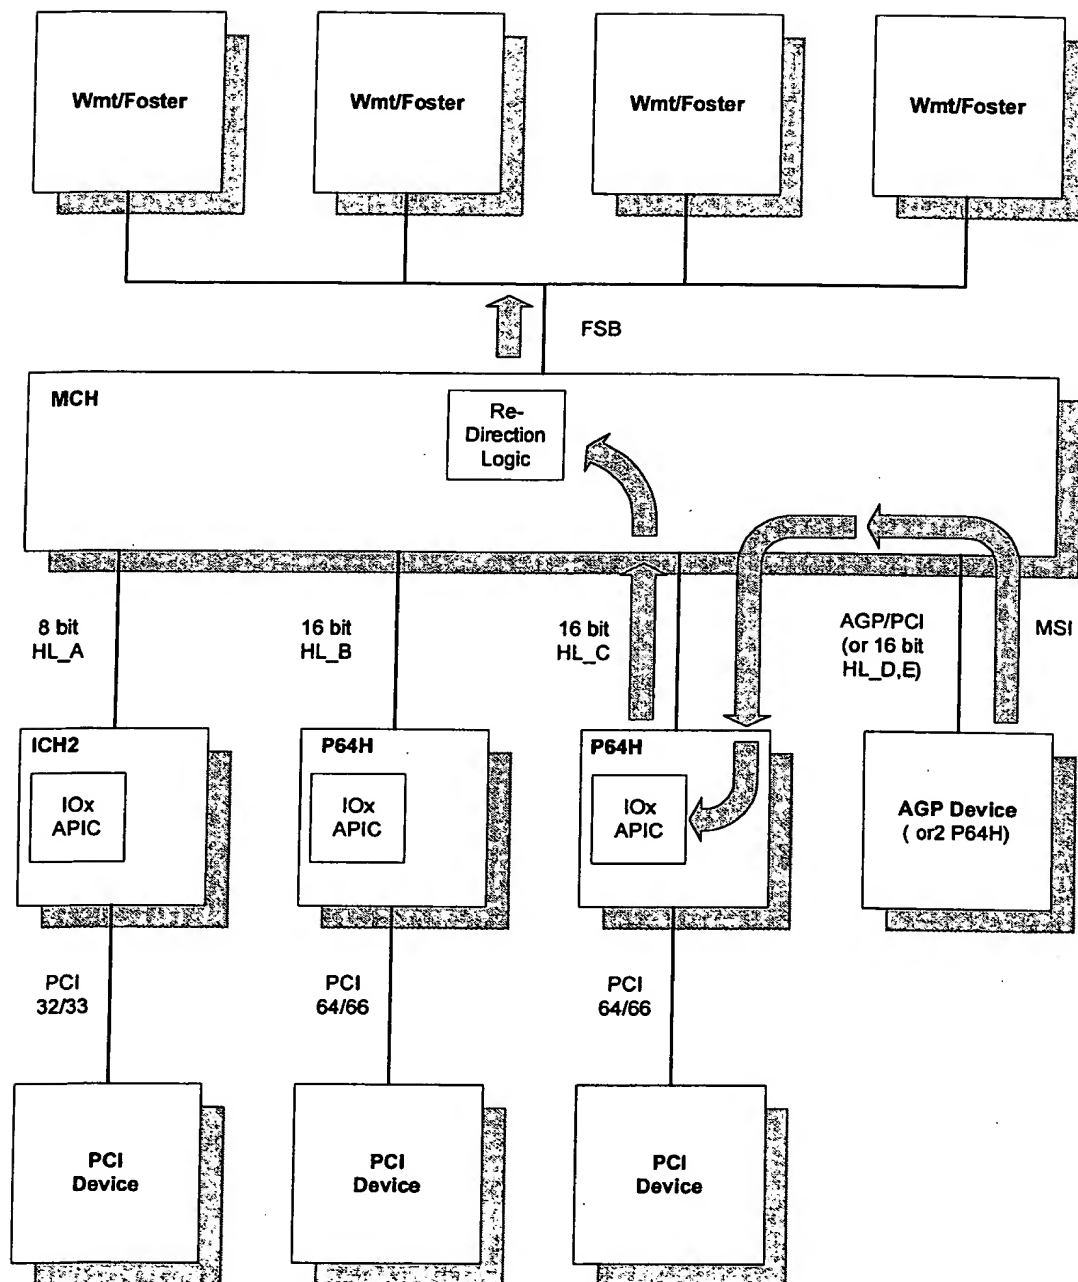 Wmt/Foster
Wmt/Foster
Wmt/Foster
Wmt/Foster
FSB
MCH
Re-
Direction
Logic
8 bit
HL_A
16 bit
HL_B
16 bit
HL_C
AGP/PCI
(or 16 bit
HL_D,E)
MSI
ICH2
IOx
APIC
P64H
IOx
APIC
P64H
IOx
APIC
AGP Device
( or2 P64H)
PCI
32/33
PCI
64/66
PCI
64/66
PCI
Device
PCI
Device
PCI
Device